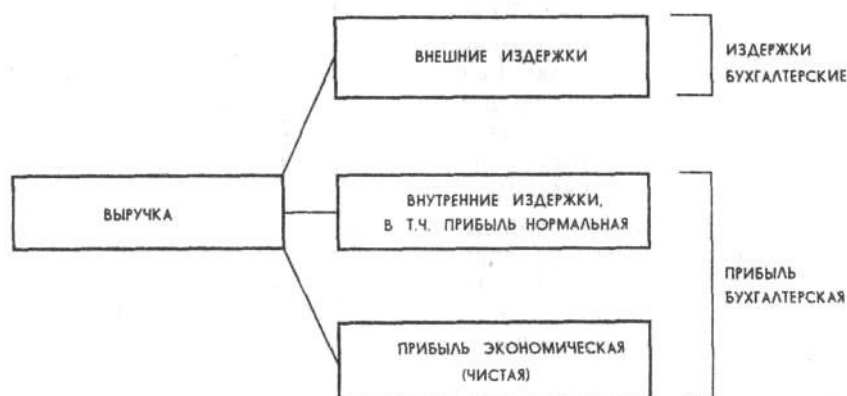 ВНЕШНИЕ ИЗДЕРЖКИ
ИЗДЕРЖКИ
БУХГАЛТЕРСКИЕ
ВЫРУЧКА
ВНУТРЕННИЕ ИЗДЕРЖКИ,
В Т.Ч. ПРИБЫЛЬ НОРМАЛЬНАЯ
ПРИБЫЛЬ
БУХГАЛТЕРСКАЯ
ПРИБЫЛЬ ЭКОНОМИЧЕСКАЯ
(ЧИСТАЯ)